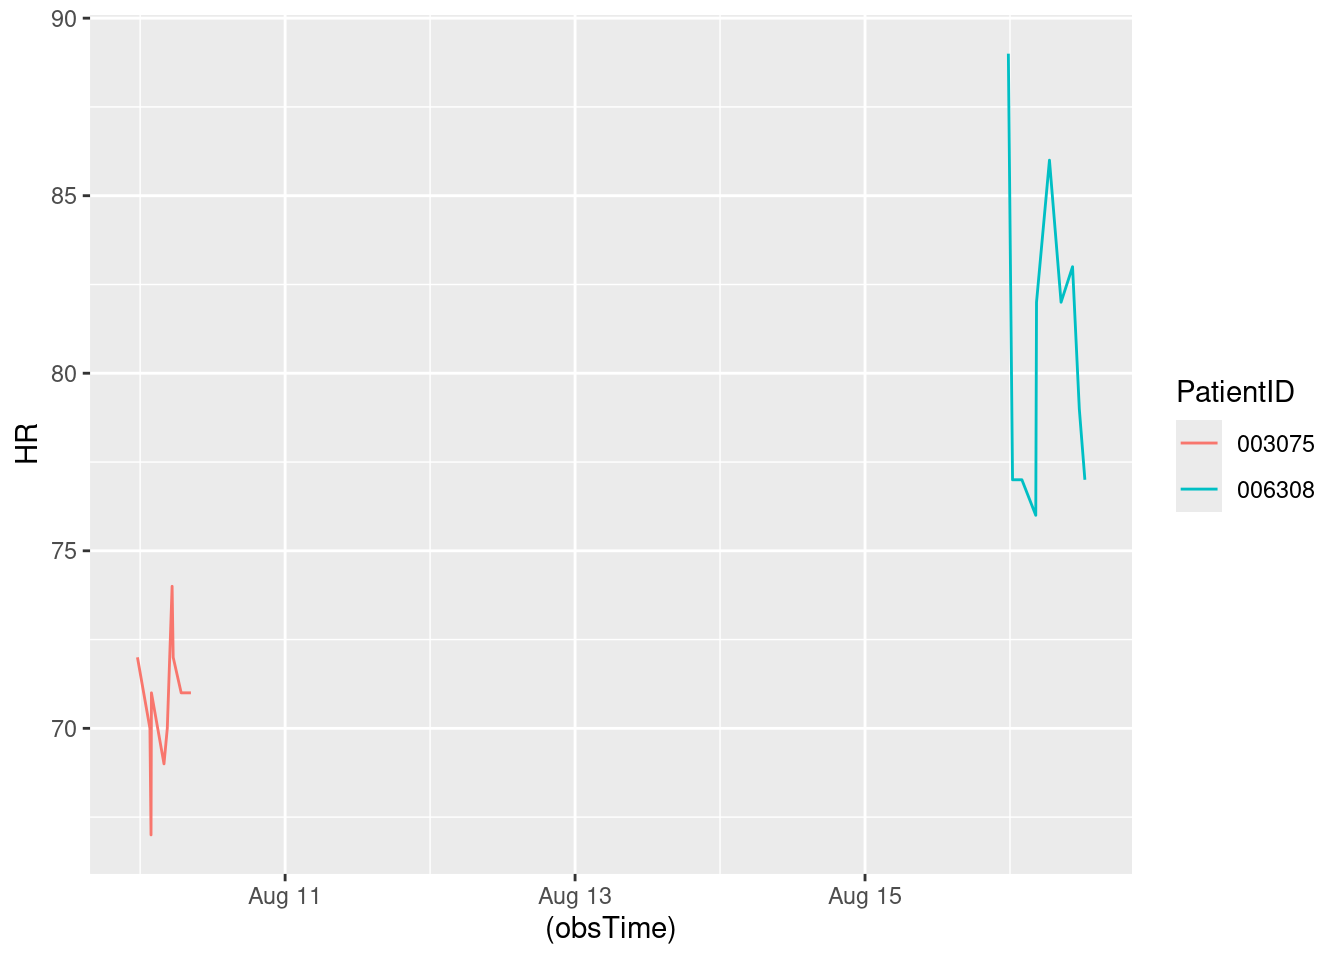 90
85
80
75
70
HR
Aug 11
Aug 13
Aug 15
(obsTime)
PatientID
003075
006308